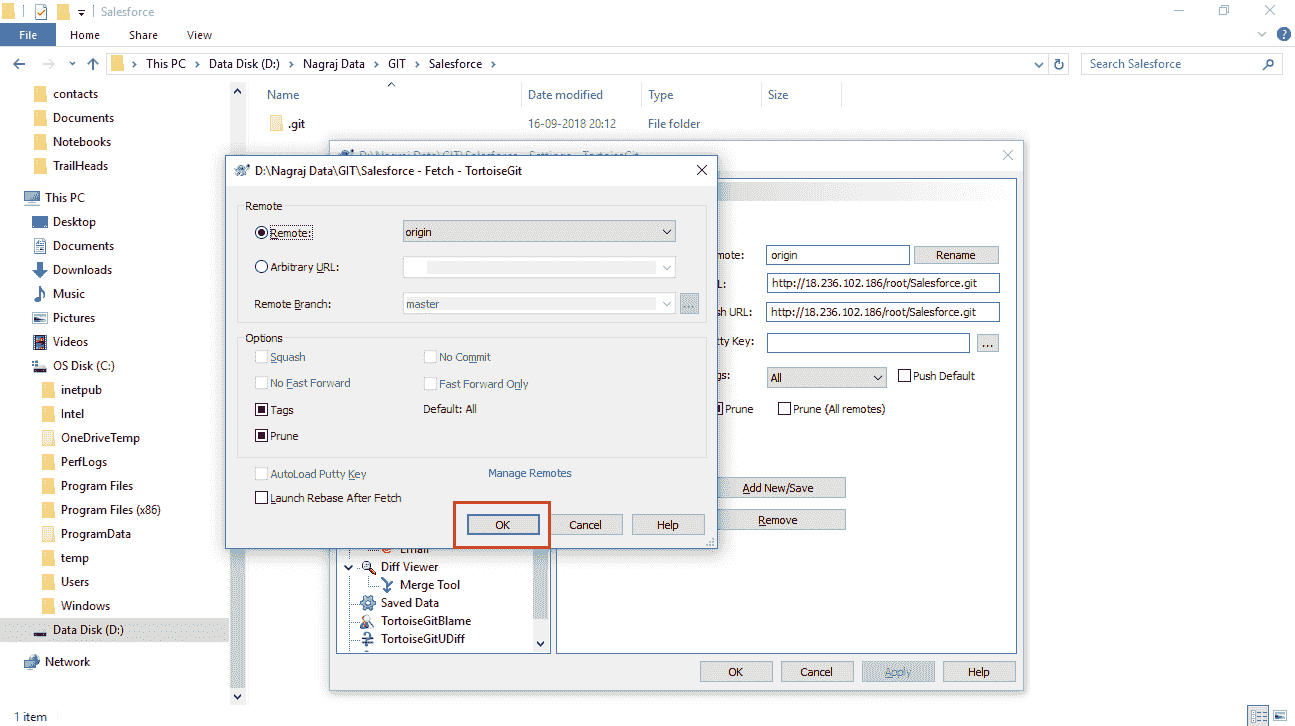 Salesforce
File Home Share View
This PC Data Disk (D:) Nagraj Data GIT Salesforce
Search Salesforce
contacts
Documents
Notebooks
TrailHeads
This PC
Desktop
Documents
Downloads
Music
Pictures
Videos
OS Disk (C:)
inetpub
Intel
OneDriveTemp
PerfLogs
Program Files
Program Files (x86)
ProgramData
temp
Users
Windows
Data Disk (D:)
Network
1 item
Name Date modified Type Size
.git 16-09-2018 20:12 File folder
D:\Nagraj Data\GIT\Salesforce - Settings - TortoiseGit
D:\Nagraj Data\GIT\Salesforce - Fetch - TortoiseGit
Remote
Remote: origin
Arbitrary URL:
Remote Branch: master ...
Options
Squash No Commit
No Fast Forward Fast Forward Only
Tags Default: All
Prune
AutoLoad Putty Key Manage Remotes
Launch Rebase After Fetch
OK Cancel Help
mote: origin Rename
L: http://18.236.102.186/root/Salesforce.git
sh URL: http://18.236.102.186/root/Salesforce.git
tty Key: ...
gs: All Push Default
Prune Prune (All remotes)
Add New/Save
Remove
Email
Diff Viewer
Merge Tool
Saved Data
TortoiseGitBlame
TortoiseGitUDiff
OK Cancel Apply Help